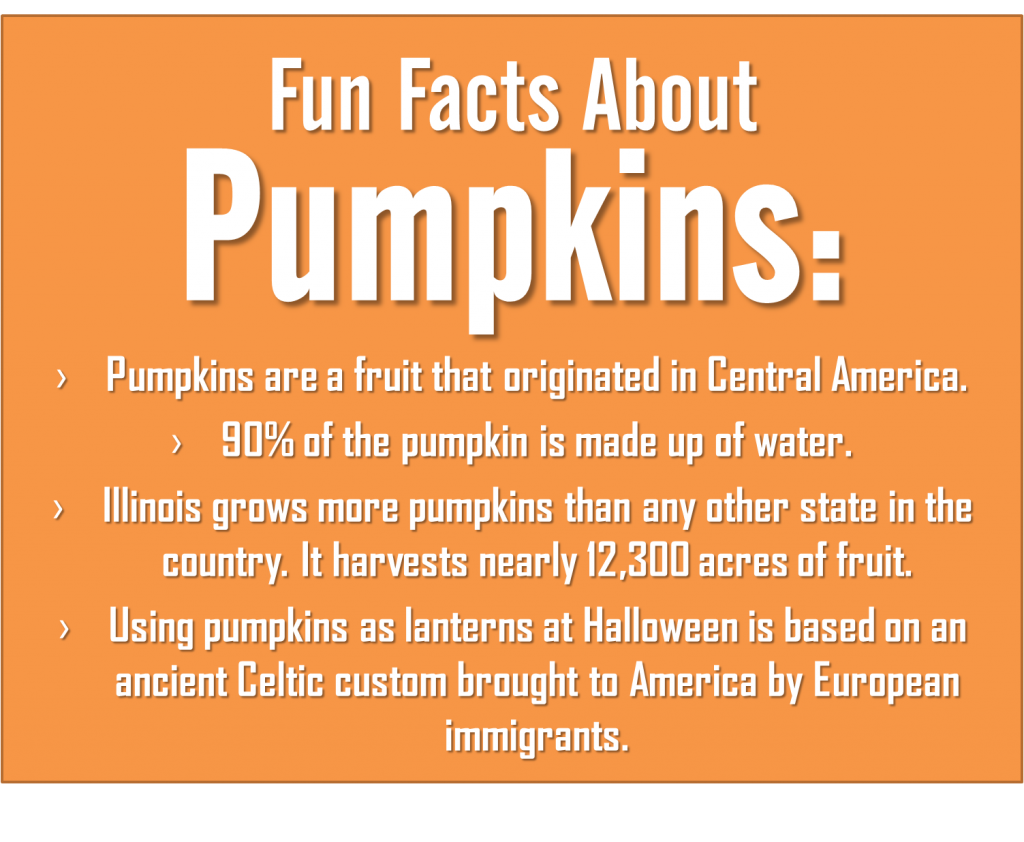 Fun Facts About
Pumpkins:
› Pumpkins are a fruit that originated in Central America.
› 90% of the pumpkin is made up of water.
› Illinois grows more pumpkins than any other state in the
country. It harvests nearly 12,300 acres of fruit.
› Using pumpkins as lanterns at Halloween is based on an
ancient Celtic custom brought to America by European
immigrants.